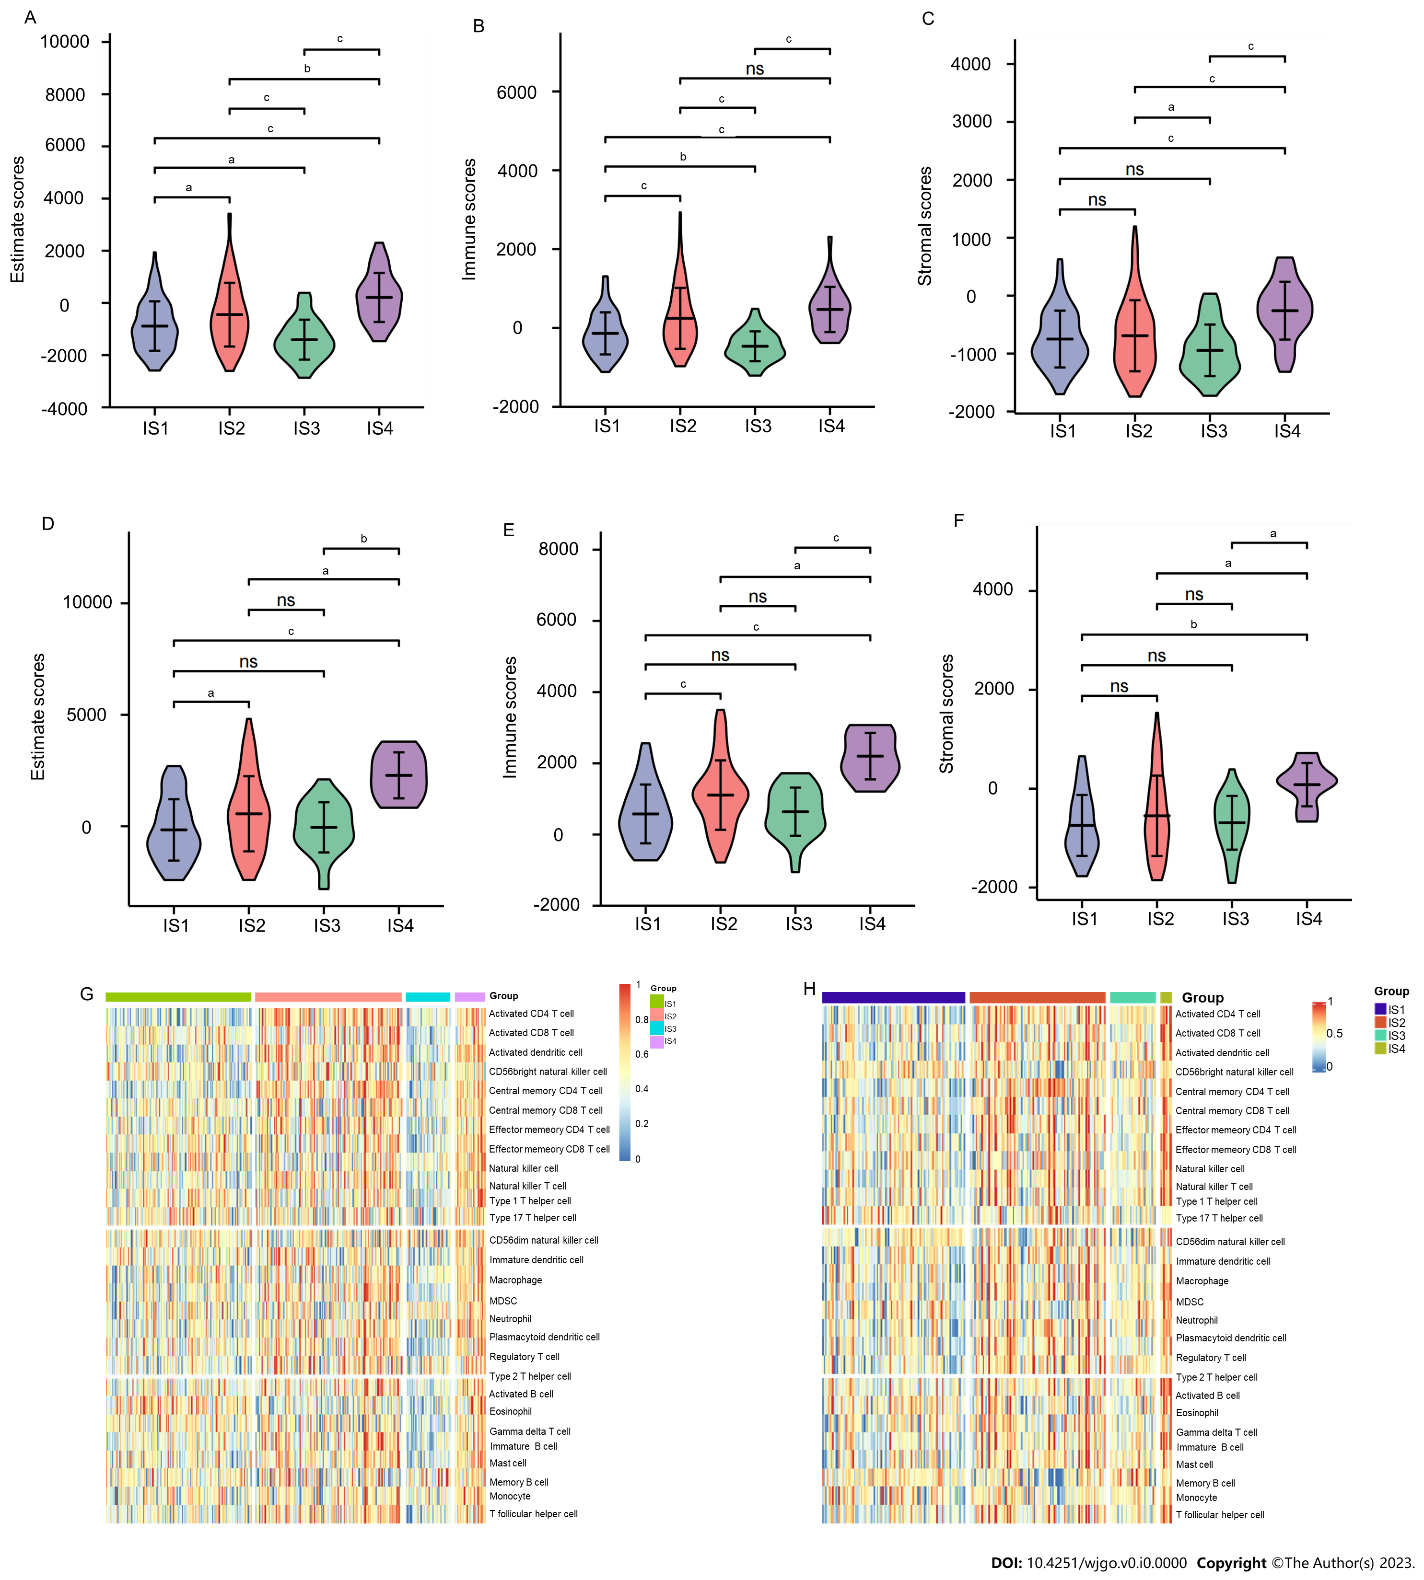 A
Estimate scores
10000
8000
6000
4000
2000
0
-2000
-4000
c
b
c
c
a
a
IS1 IS2 IS3 IS4
B
Immune scores
6000
4000
2000
0
-2000
c
ns
c
c
b
c
IS1 IS2 IS3 IS4
C
Stromal scores
4000
3000
2000
1000
0
-1000
-2000
c
c
a
c
ns
ns
IS1 IS2 IS3 IS4
D
Estimate scores
10000
5000
0
b
a
ns
c
ns
a
IS1 IS2 IS3 IS4
E
Immune scores
8000
6000
4000
2000
0
-2000
c
a
ns
c
ns
c
IS1 IS2 IS3 IS4
F
Stromal scores
4000
2000
0
-2000
a
a
ns
b
ns
ns
IS1 IS2 IS3 IS4
G
Group
Activated CD4 T cell
Activated CD8 T cell
Activated dendritic cell
CD56bright natural killer cell
Central memory CD4 T cell
Central memory CD8 T cell
Effector memeory CD4 T cell
Effector memeory CD8 T cell
Natural killer cell
Natural killer T cell
Type 1 T helper cell
Type 17 T helper cell
CD56dim natural killer cell
Immature dendritic cell
Macrophage
MDSC
Neutrophil
Plasmacytoid dendritic cell
Regulatory T cell
Type 2 T helper cell
Activated B cell
Eosinophil
Gamma delta T cell
Immature B cell
Mast cell
Memory B cell
Monocyte
T follicular helper cell
1
0.8
0.6
0.4
0.2
0
Group
IS1
IS2
IS3
IS4
H
Group
Activated CD4 T cell
Activated CD8 T cell
Activated dendritic cell
CD56bright natural killer cell
Central memory CD4 T cell
Central memory CD8 T cell
Effector memeory CD4 T cell
Effector memeory CD8 T cell
Natural killer cell
Natural killer T cell
Type 1 T helper cell
Type 17 T helper cell
CD56dim natural killer cell
Immature dendritic cell
Macrophage
MDSC
Neutrophil
Plasmacytoid dendritic cell
Regulatory T cell
Type 2 T helper cell
Activated B cell
Eosinophil
Gamma delta T cell
Immature B cell
Mast cell
Memory B cell
Monocyte
T follicular helper cell
1
0.5
0
Group
IS1
IS2
IS3
IS4
DOI: 10.4251/wjgo.v0.i0.0000 Copyright ©The Author(s) 2023.